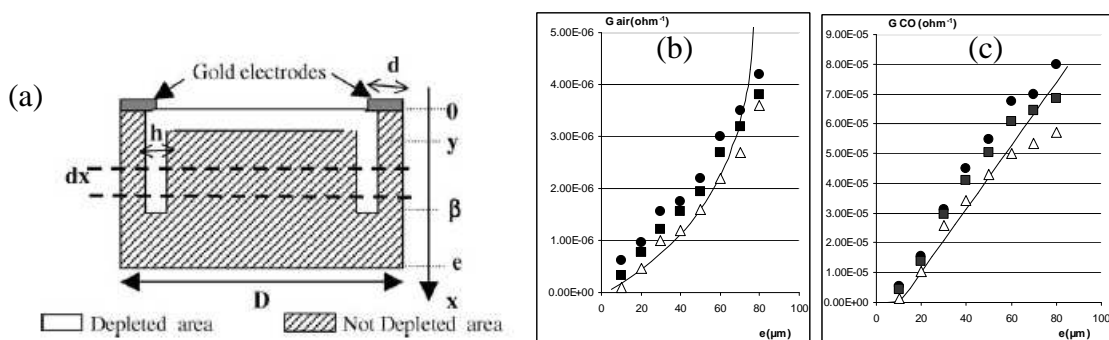 (a)
Gold electrodes
d
0
h
y
dx
β
e
D
x
Depleted area
Not Depleted area
(b)
G air(ohm⁻¹)
5.00E-06
4.00E-06
3.00E-06
2.00E-06
1.00E-06
0.00E+00
0 20 40 60 80 100
e(µm)
(c)
G CO (ohm⁻¹)
9.00E-05
8.00E-05
7.00E-05
6.00E-05
5.00E-05
4.00E-05
3.00E-05
2.00E-05
1.00E-05
0.00E+00
0 20 40 60 80 100
e(µm)